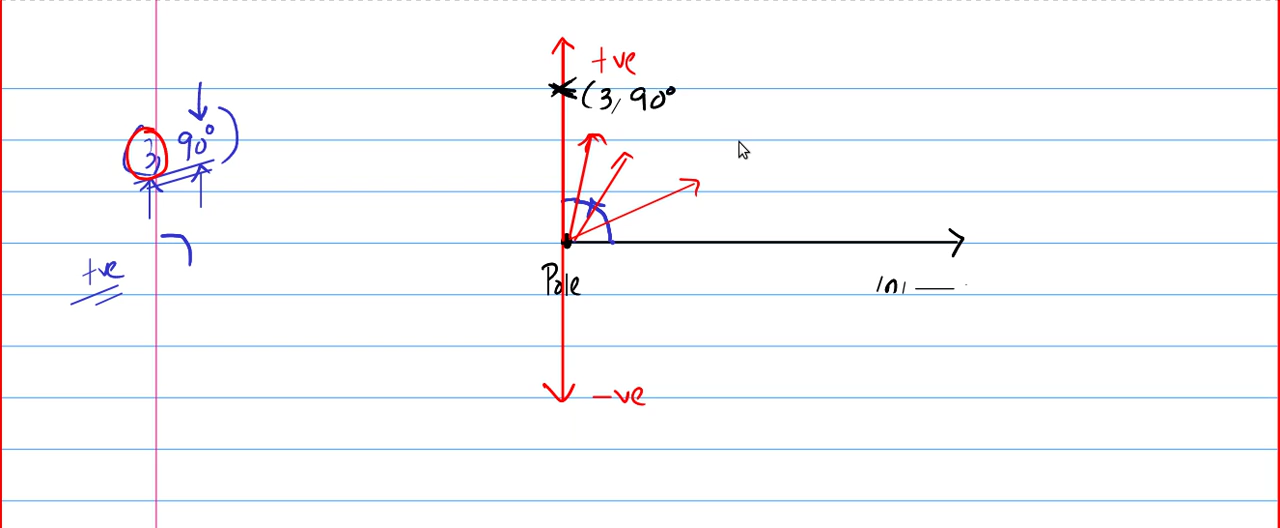 (3, 90°)
+ve
+ve
(3, 90°
Pole
-ve